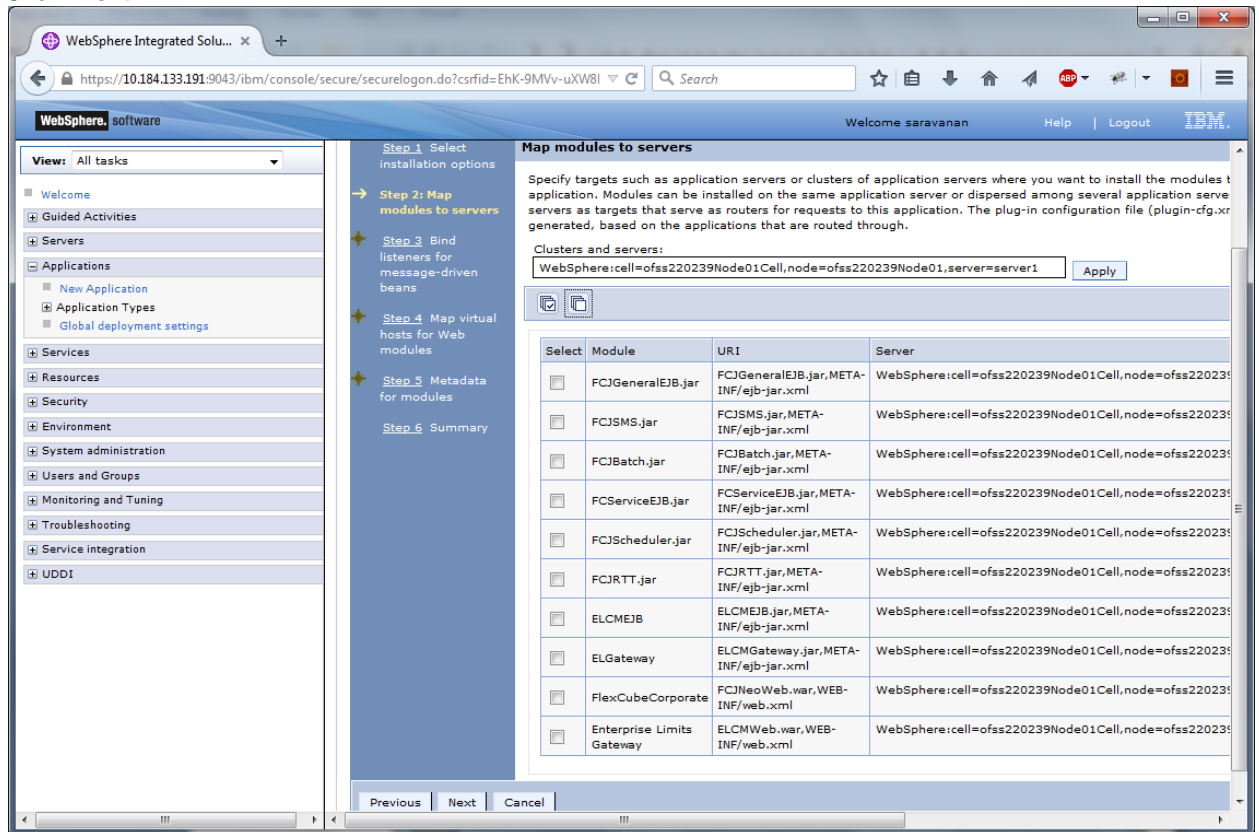 WebSphere Integrated Solu... × +
https://10.184.133.191:9043/ibm/console/secure/securelogon.do?csrfid=EhK-9MVv-uXW8l
Search
ABP
WebSphere. software
Welcome saravanan
Help | Logout
IBM.
View: All tasks
Welcome
Guided Activities
Servers
Applications
New Application
Application Types
Global deployment settings
Services
Resources
Security
Environment
System administration
Users and Groups
Monitoring and Tuning
Troubleshooting
Service integration
UDDI
Step 1 Select
installation options
Step 2: Map
modules to servers
Step 3 Bind
listeners for
message-driven
beans
Step 4 Map virtual
hosts for Web
modules
Step 5 Metadata
for modules
Step 6 Summary
Map modules to servers
Specify targets such as application servers or clusters of application servers where you want to install the modules t
application. Modules can be installed on the same application server or dispersed among several application serve
servers as targets that serve as routers for requests to this application. The plug-in configuration file (plugin-cfg.xr
generated, based on the applications that are routed through.
Clusters and servers:
WebSphere:cell=ofss220239Node01Cell,node=ofss220239Node01,server=server1
Apply
Select Module URI Server
FCJGeneralEJB.jar FCJGeneralEJB.jar,META-INF/ejb-jar.xml WebSphere:cell=ofss220239Node01Cell,node=ofss220239
FCJSMS.jar FCJSMS.jar,META-INF/ejb-jar.xml WebSphere:cell=ofss220239Node01Cell,node=ofss220239
FCJBatch.jar FCJBatch.jar,META-INF/ejb-jar.xml WebSphere:cell=ofss220239Node01Cell,node=ofss220239
FCServiceEJB.jar FCServiceEJB.jar,META-INF/ejb-jar.xml WebSphere:cell=ofss220239Node01Cell,node=ofss220239
FCJScheduler.jar FCJScheduler.jar,META-INF/ejb-jar.xml WebSphere:cell=ofss220239Node01Cell,node=ofss220239
FCJRTT.jar FCJRTT.jar,META-INF/ejb-jar.xml WebSphere:cell=ofss220239Node01Cell,node=ofss220239
ELCMEJB ELCMEJB.jar,META-INF/ejb-jar.xml WebSphere:cell=ofss220239Node01Cell,node=ofss220239
ELGateway ELCMGateway.jar,META-INF/ejb-jar.xml WebSphere:cell=ofss220239Node01Cell,node=ofss220239
FlexCubeCorporate FCJNeoWeb.war,WEB-INF/web.xml WebSphere:cell=ofss220239Node01Cell,node=ofss220239
Enterprise Limits Gateway ELCMWeb.war,WEB-INF/web.xml WebSphere:cell=ofss220239Node01Cell,node=ofss220239
Previous Next Cancel